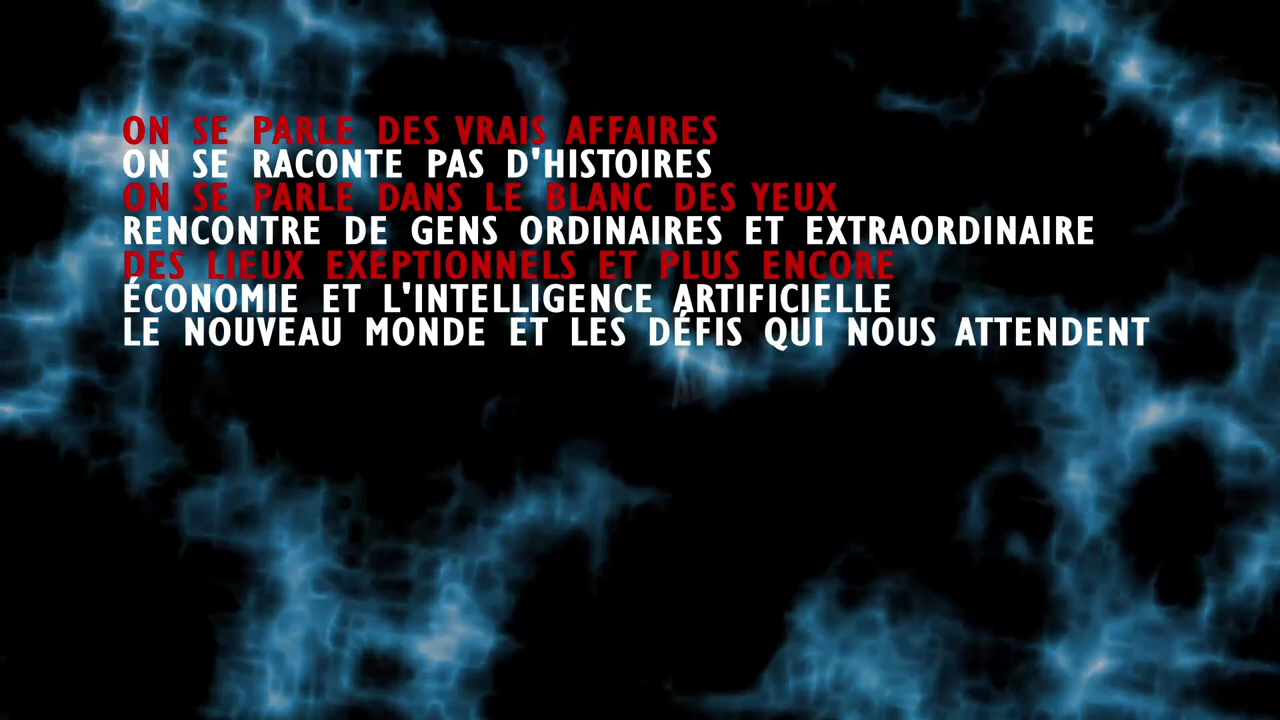 ON SE PARLE DES VRAIS AFFAIRES
ON SE RACONTE PAS D'HISTOIRES
ON SE PARLE DANS LE BLANC DES YEUX
RENCONTRE DE GENS ORDINAIRES ET EXTRAORDINAIRE
DES LIEUX EXEPTIONNELS ET PLUS ENCORE
ÉCONOMIE ET L'INTELLIGENCE ARTIFICIELLE
LE NOUVEAU MONDE ET LES DÉFIS QUI NOUS ATTENDENT